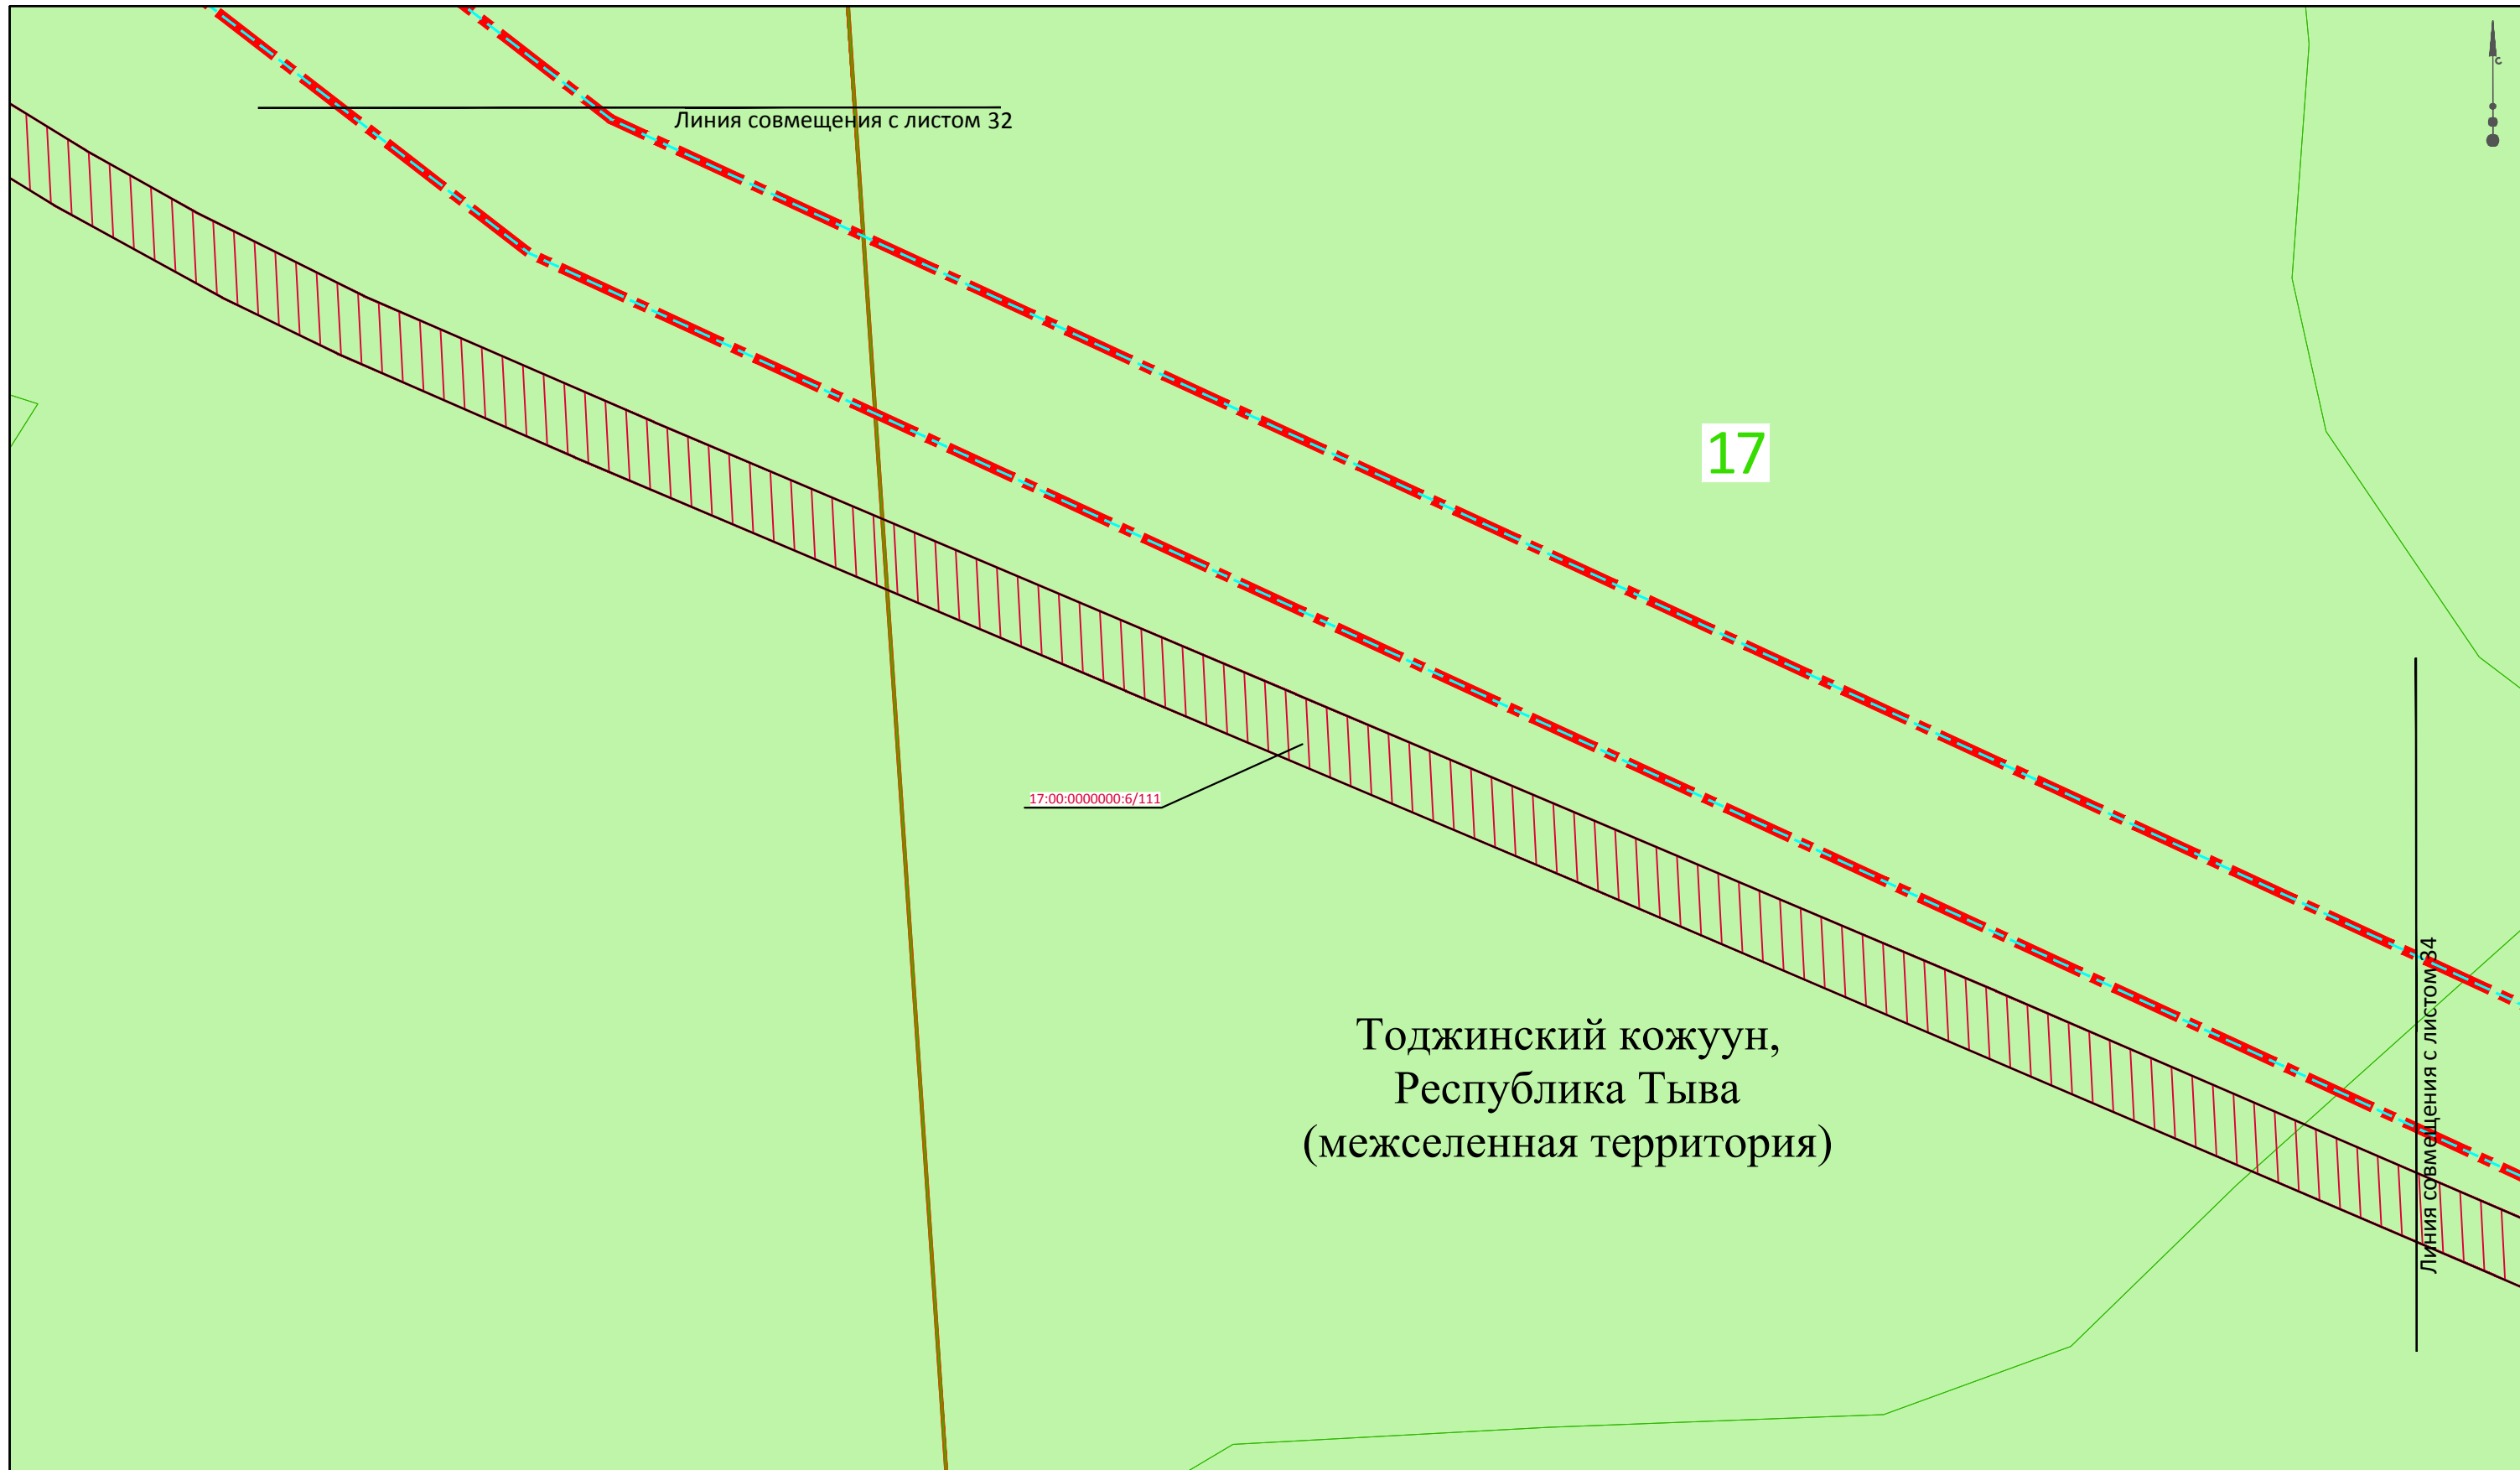 с
Линия совмещения с листом 32
17
17:00:0000000:6/111
Тоджинский кожуун,
Республика Тыва
(межселенная территория)
Линия совмещения с листом 34